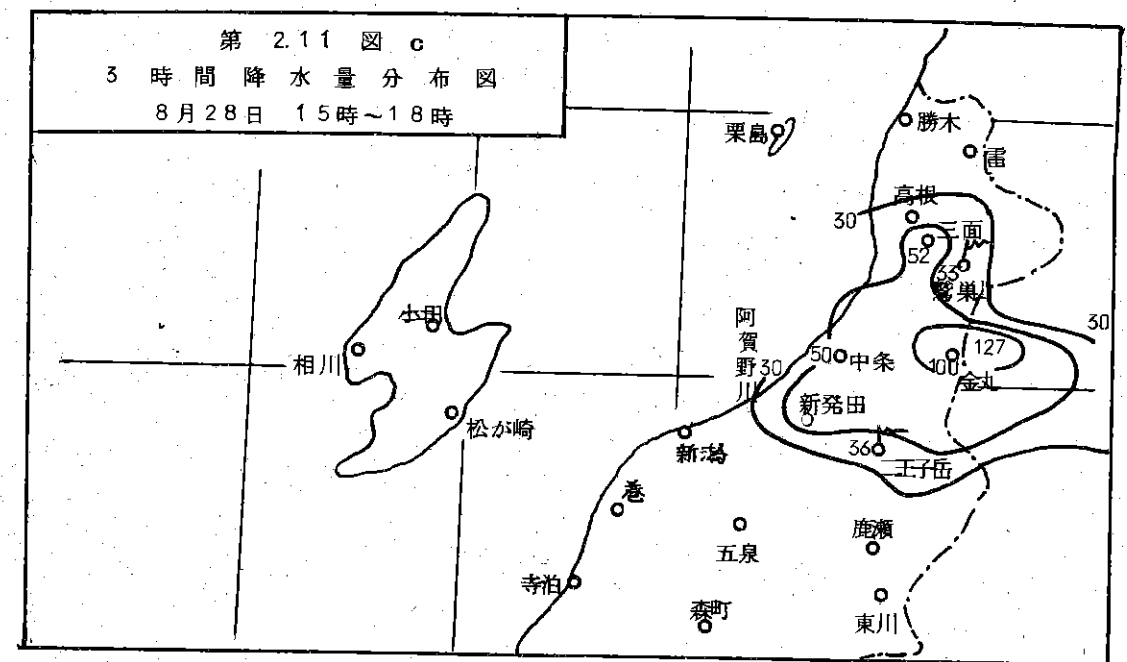 第 2.11 図 c
3 時間降水量分布図
8月28日 15時~18時
粟島
勝木
雷
高根
30
三面
52
33
鷲巣山
30
阿賀野川
30
50
中条
127
100
金丸
小田
相川
新発田
松が崎
新潟
36
二王子岳
巻
五泉
鹿瀬
寺泊
森町
東川